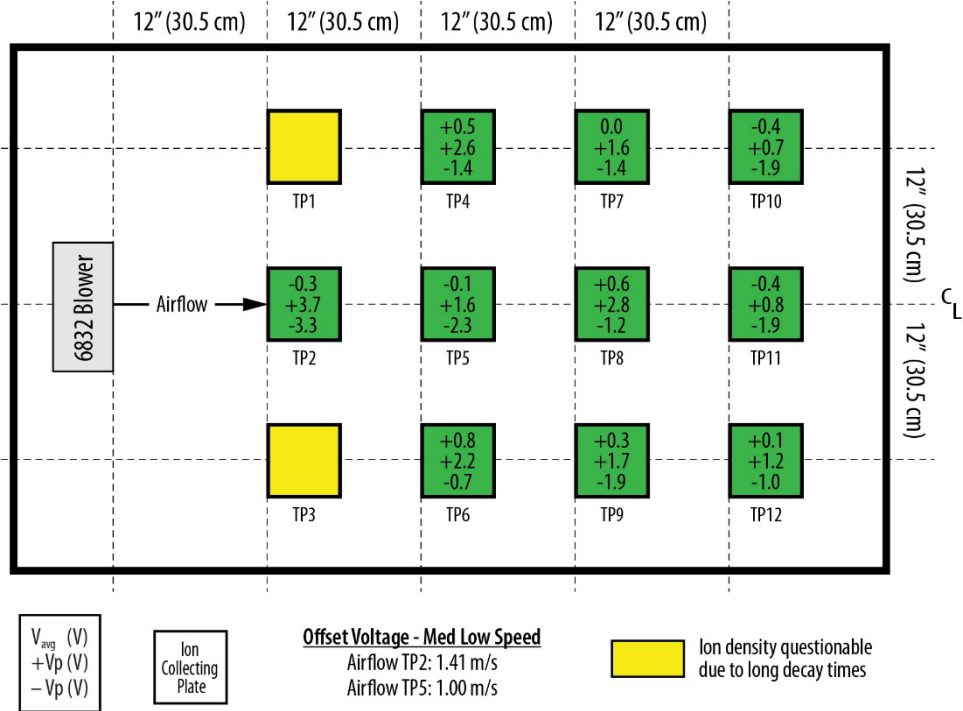 12” (30.5 cm) 12” (30.5 cm) 12” (30.5 cm) 12” (30.5 cm)
TP1
+0.5
+2.6
-1.4
TP4
0.0
+1.6
-1.4
TP7
-0.4
+0.7
-1.9
TP10
12” (30.5 cm)
6832 Blower
Airflow
-0.3
+3.7
-3.3
TP2
-0.1
+1.6
-2.3
TP5
+0.6
+2.8
-1.2
TP8
-0.4
+0.8
-1.9
TP11
CL
12” (30.5 cm)
TP3
+0.8
+2.2
-0.7
TP6
+0.3
+1.7
-1.9
TP9
+0.1
+1.2
-1.0
TP12
Vavg (V)
+Vp (V)
– Vp (V)
Ion
Collecting
Plate
Offset Voltage - Med Low Speed
Airflow TP2: 1.41 m/s
Airflow TP5: 1.00 m/s
Ion density questionable
due to long decay times